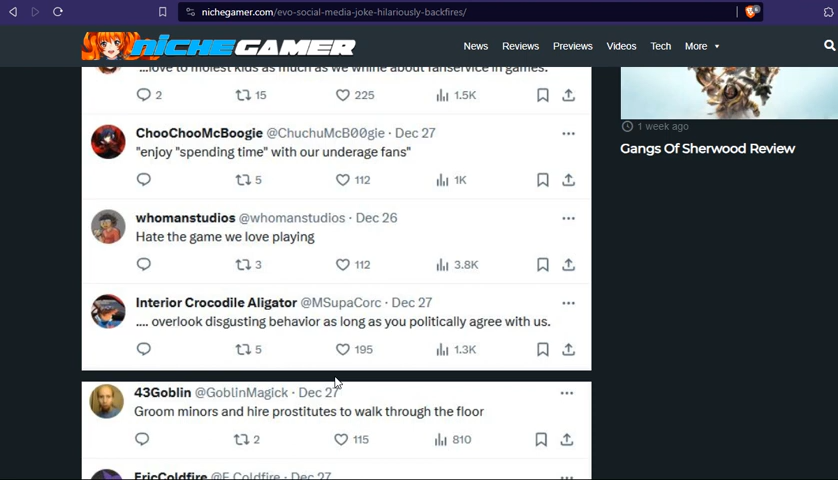 nichegamer.com/evo-social-media-joke-hilariously-backfires/
NICHEGAMER
News Reviews Previews Videos Tech More
....love to molest kids as much as we whine about fanservice in games.
2 15 225 1.5K
1 week ago
ChooChooMcBoogie @ChuchuMcB00gie · Dec 27
Gangs Of Sherwood Review
"enjoy "spending time" with our underage fans"
5 112 1K
whomanstudios @whomanstudios · Dec 26
Hate the game we love playing
3 112 3.8K
Interior Crocodile Aligator @MSupaCorc · Dec 27
.... overlook disgusting behavior as long as you politically agree with us.
5 195 1.3K
43Goblin @GoblinMagick · Dec 27
Groom minors and hire prostitutes to walk through the floor
2 115 810
EricColdfire @E_Coldfire · Dec 27